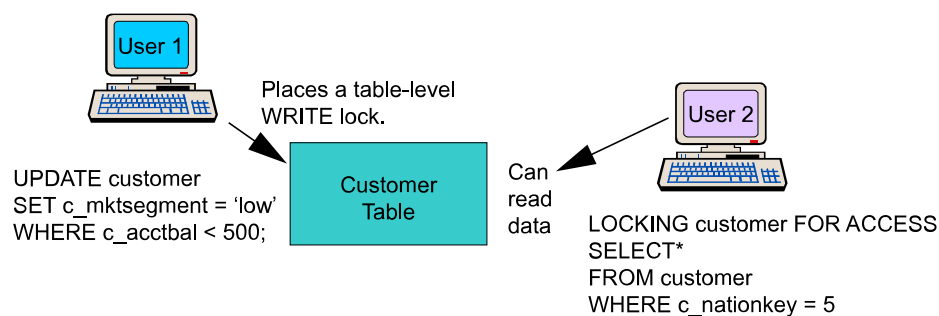 User 1
Places a table-level
WRITE lock.
User 2
UPDATE customer
SET c_mktsegment = ‘low’
WHERE c_acctbal < 500;
Customer
Table
Can
read
data
LOCKING customer FOR ACCESS
SELECT*
FROM customer
WHERE c_nationkey = 5